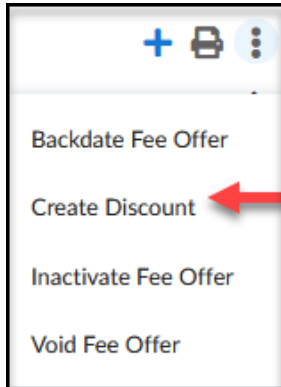 Backdate Fee Offer
Create Discount
Inactivate Fee Offer
Void Fee Offer